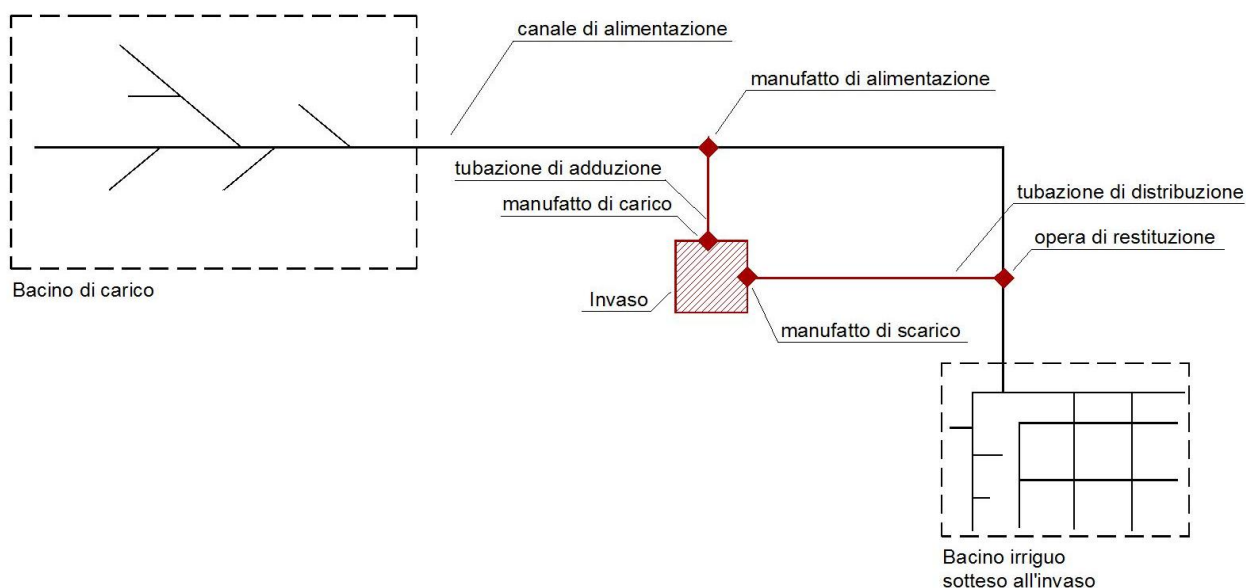 canale di alimentazione
manufatto di alimentazione
tubazione di adduzione
tubazione di distribuzione
manufatto di carico
opera di restituzione
Bacino di carico
Invaso
manufatto di scarico
Bacino irriguo
sotteso all'invaso